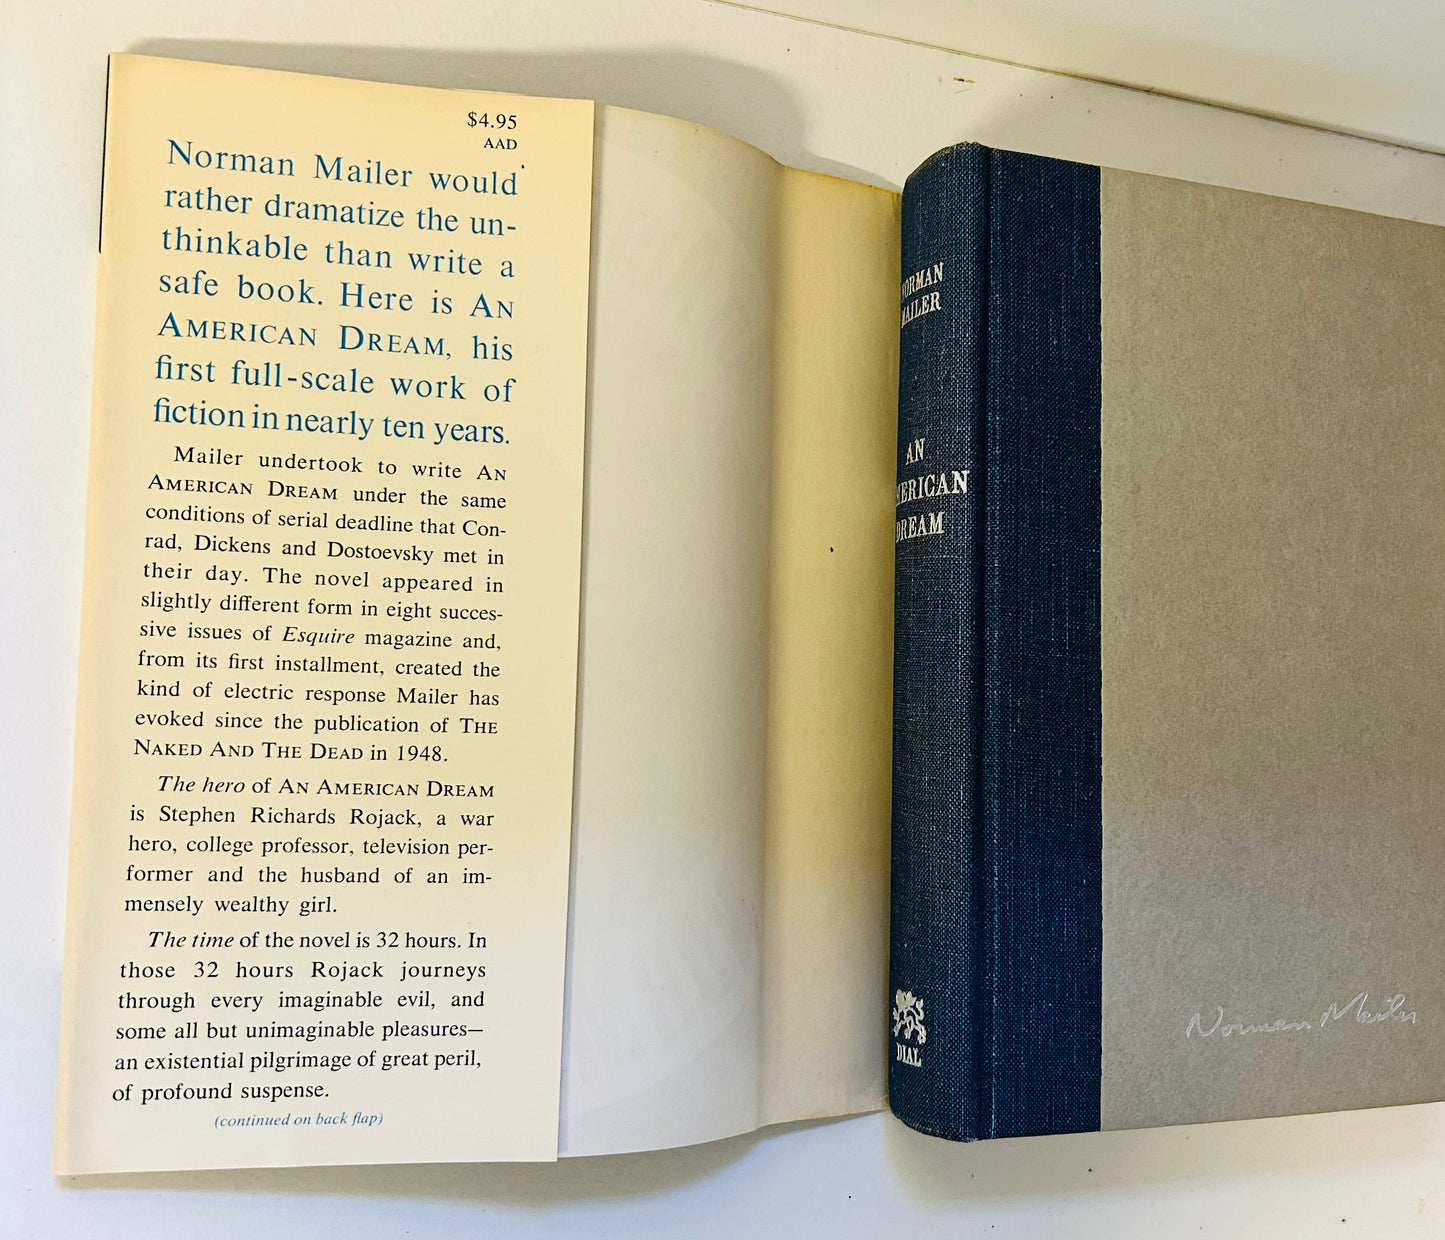 $4.95
AAD
Norman Mailer would
rather dramatize the un-
thinkable than write a
safe book. Here is AN
AMERICAN DREAM, his
first full-scale work of
fiction in nearly ten years.
Mailer undertook to write AN
AMERICAN DREAM under the same
conditions of serial deadline that Con-
rad, Dickens and Dostoevsky met in
their day. The novel appeared in
slightly different form in eight succes-
sive issues of Esquire magazine and,
from its first installment, created the
kind of electric response Mailer has
evoked since the publication of THE
NAKED AND THE DEAD in 1948.
The hero of AN AMERICAN DREAM
is Stephen Richards Rojack, a war
hero, college professor, television per-
former and the husband of an im-
mensely wealthy girl.
The time of the novel is 32 hours. In
those 32 hours Rojack journeys
through every imaginable evil, and
some all but unimaginable pleasures—
an existential pilgrimage of great peril,
of profound suspense.
(continued on back flap)
NORMAN
MAILER
AN
AMERICAN
DREAM
DIAL
Norman Mailer